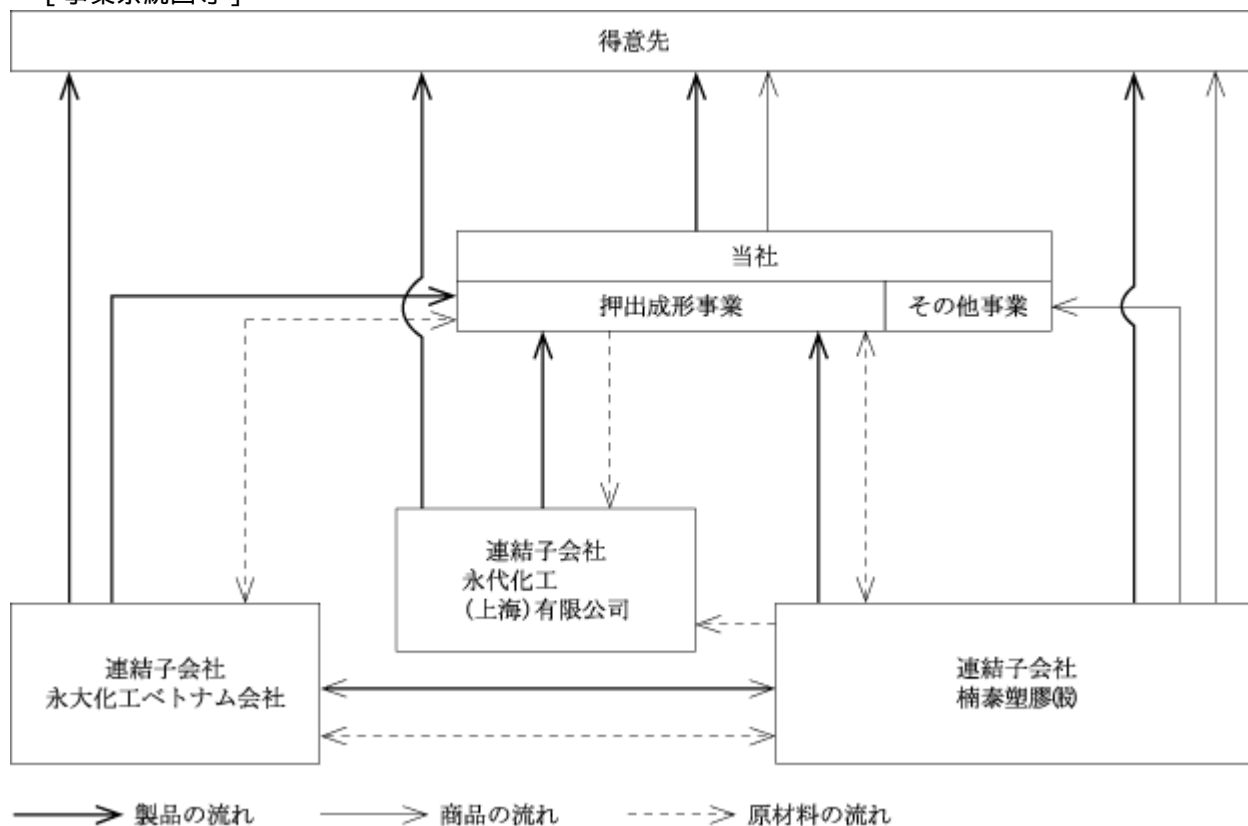 [事業系統図等]
得意先
当社
押出成形事業
その他事業
連結子会社
永代化工
(上海)有限公司
連結子会社
永大化工ベトナム会社
連結子会社
楠泰塑膠㈲
製品の流れ
商品の流れ
原材料の流れ